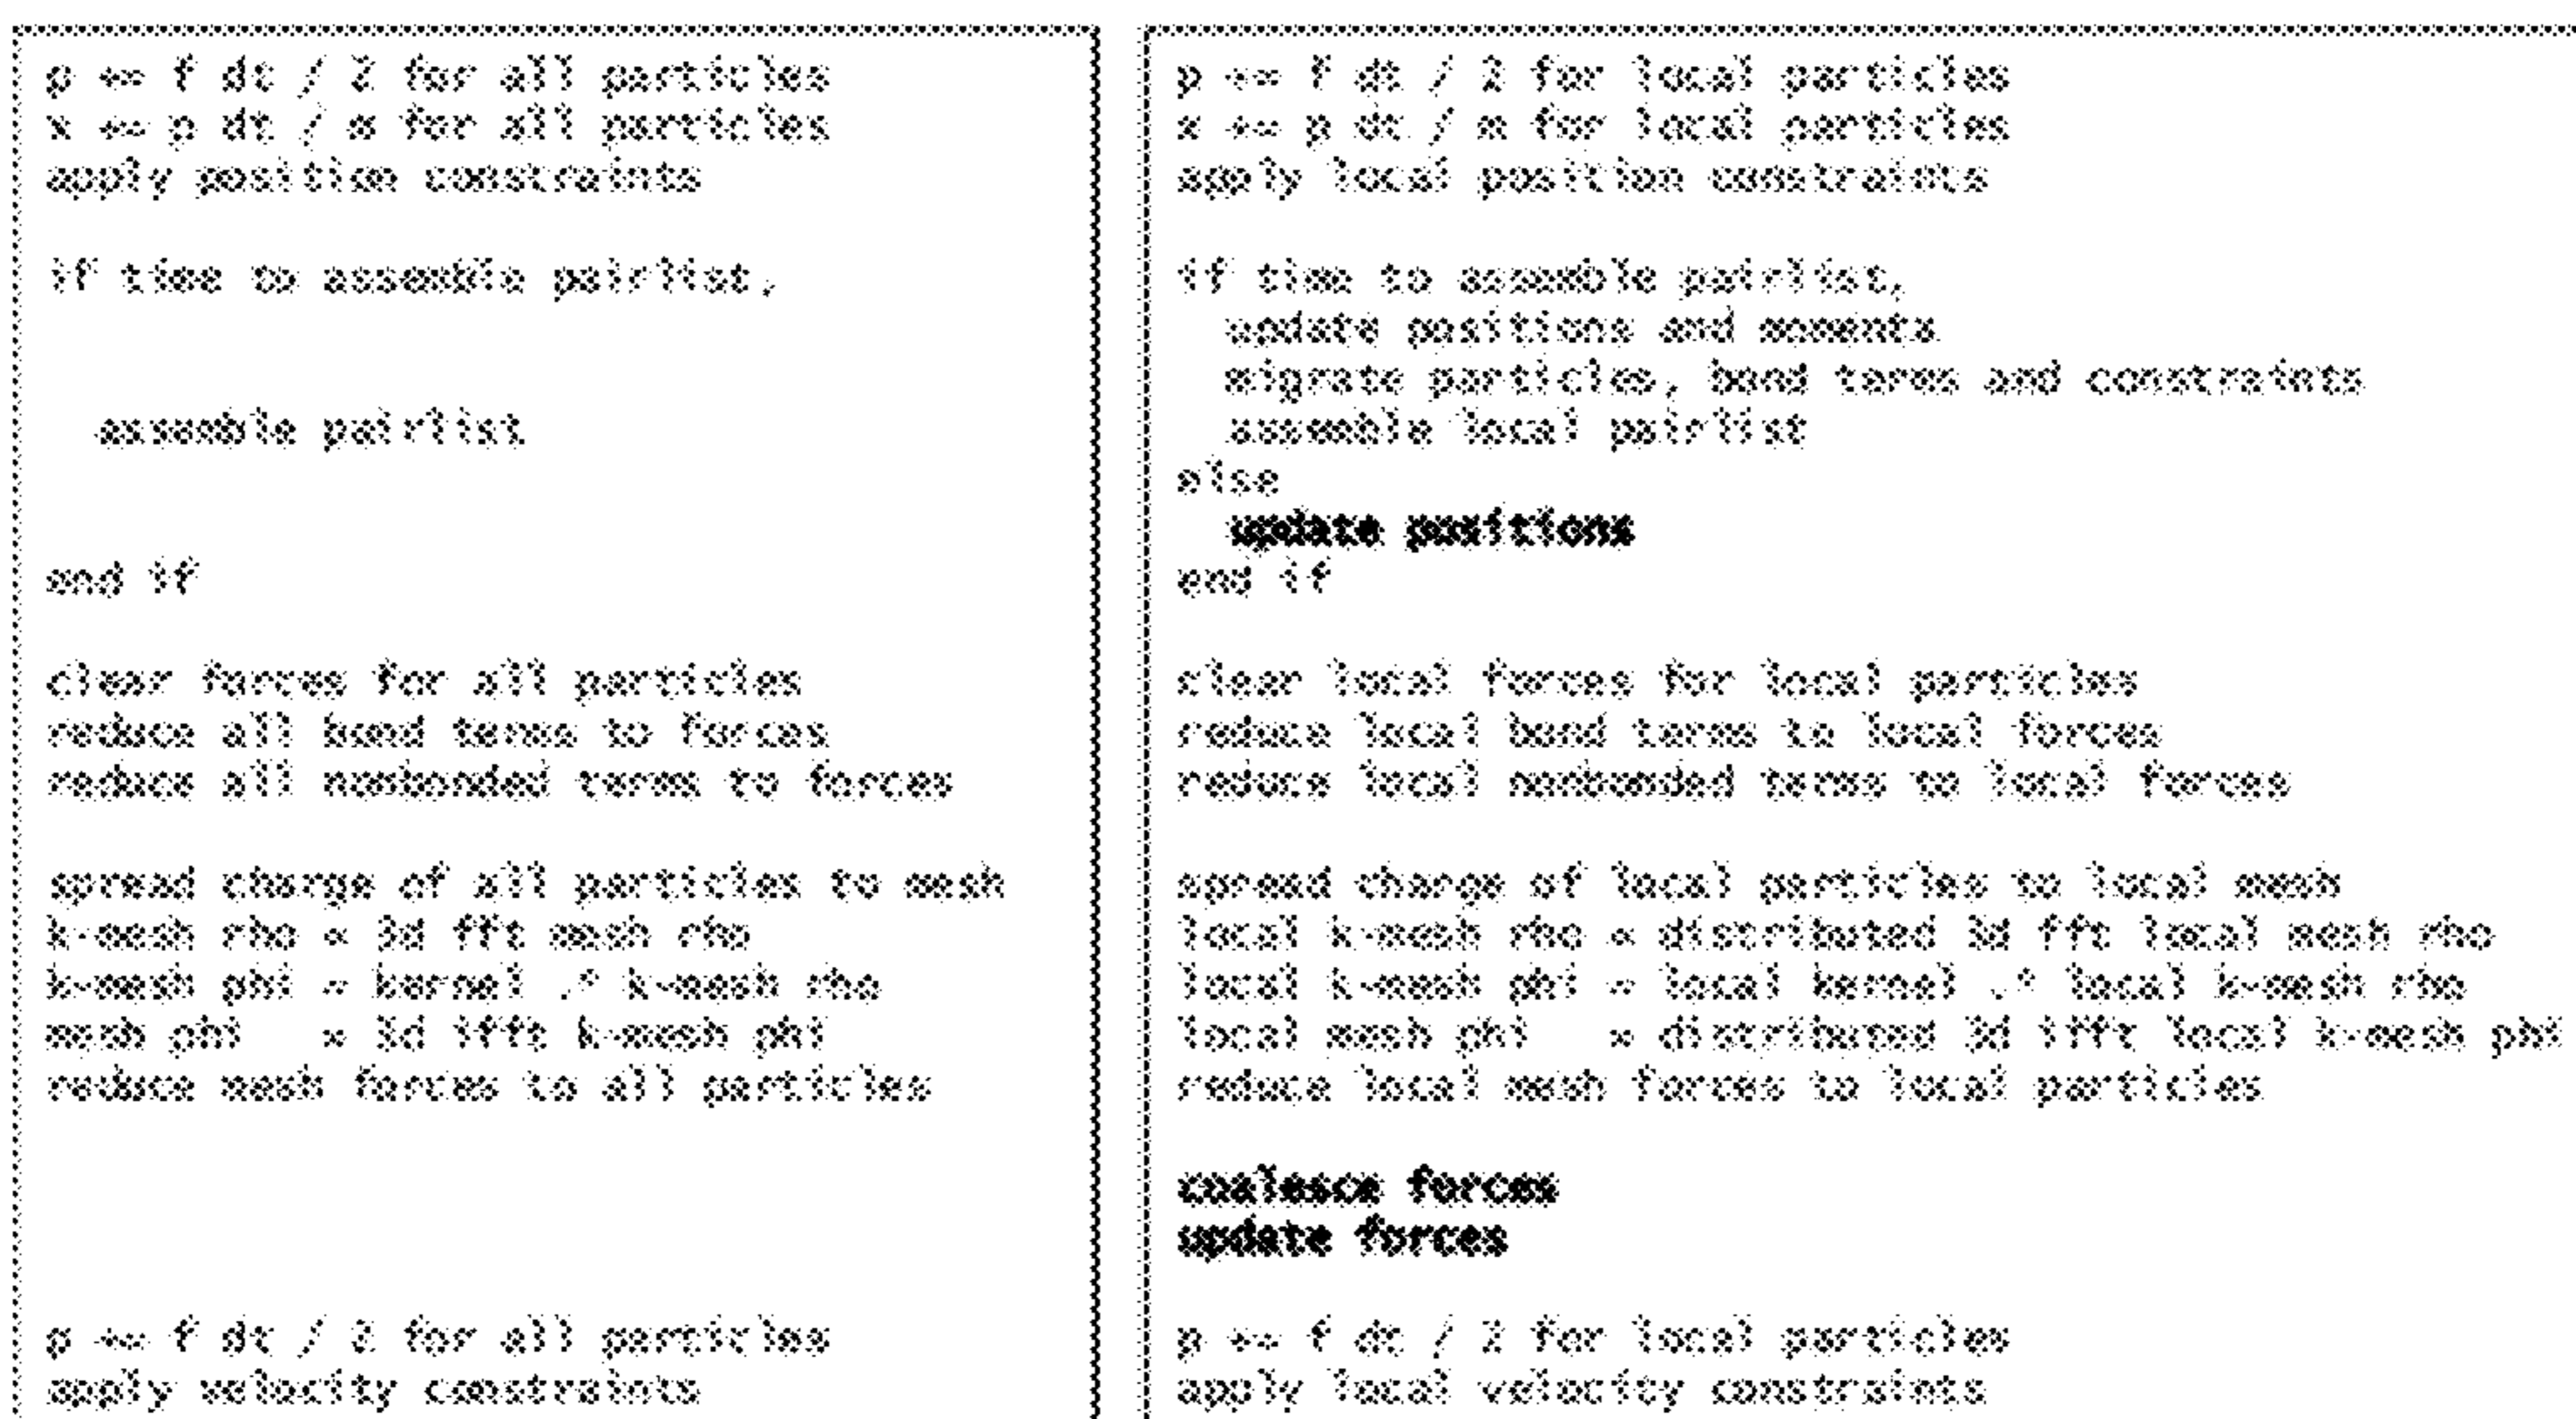 p += f dt / 2 for all particles
x += p dt / m for all particles
apply position constraints
if time to assemble pairlist,
assemble pairlist
end if
clear forces for all particles
reduce all bond terms to forces
reduce all nonbonded terms to forces
spread charge of all particles to mesh
k-mesh rho = 3d fft mesh rho
k-mesh phi = kernel .* k-mesh rho
mesh phi = 3d ifft k-mesh phi
reduce mesh forces to all particles
p += f dt / 2 for all particles
apply velocity constraints
p += f dt / 2 for local particles
x += p dt / m for local particles
apply local position constraints
if time to assemble pairlist,
update positions and momenta
migrate particles, bond terms and constraints
assemble local pairlist
else
update positions
end if
clear local forces for local particles
reduce local bond terms to local forces
reduce local nonbonded terms to local forces
spread charge of local particles to local mesh
local k-mesh rho = distributed 3d fft local mesh rho
local k-mesh phi = local kernel .* local k-mesh rho
local mesh phi = distributed 3d ifft local k-mesh phi
reduce local mesh forces to local particles
coalesce forces
update forces
p += f dt / 2 for local particles
apply local velocity constraints